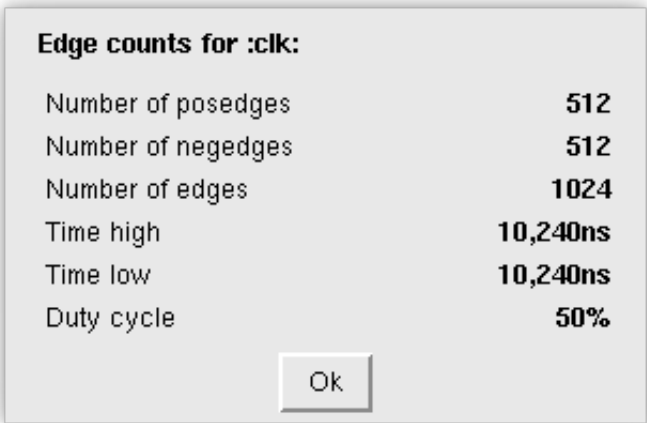 Edge counts for :clk:
Number of posedges 512
Number of negedges 512
Number of edges 1024
Time high 10,240ns
Time low 10,240ns
Duty cycle 50%
Ok